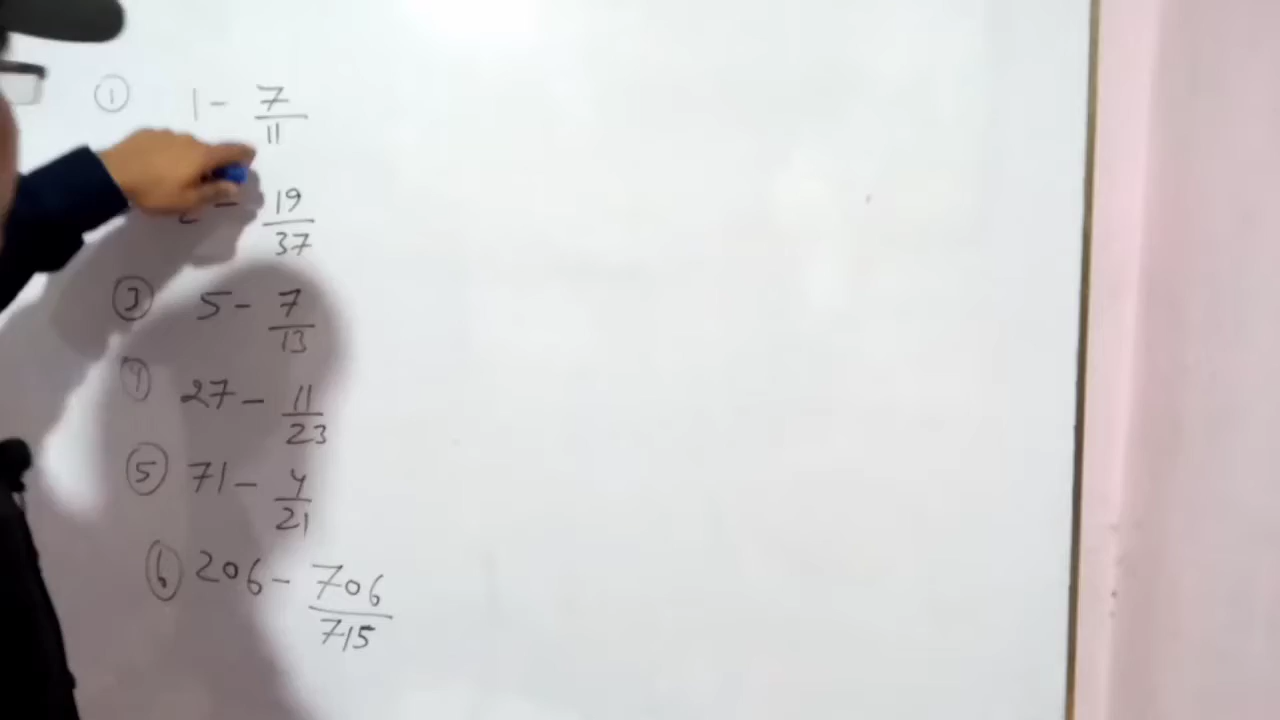 ① 1 - 7/11
2 - 19/37
③ 5 - 7/13
④ 27 - 11/23
⑤ 71 - 4/21
⑥ 206 - 706/715